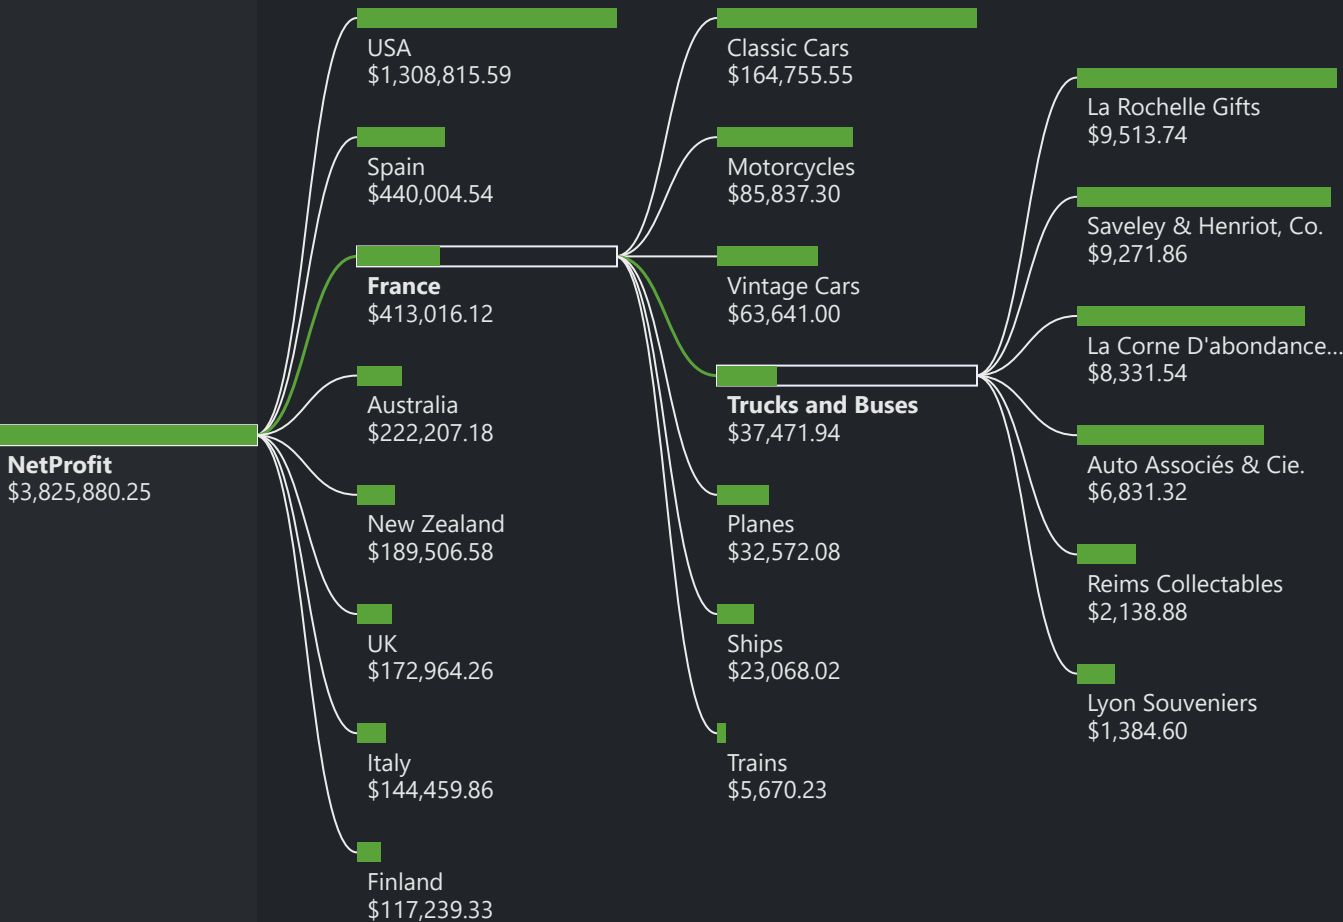 NetProfit
$3,825,880.25
USA
$1,308,815.59
Spain
$440,004.54
France
$413,016.12
Australia
$222,207.18
New Zealand
$189,506.58
UK
$172,964.26
Italy
$144,459.86
Finland
$117,239.33
Classic Cars
$164,755.55
Motorcycles
$85,837.30
Vintage Cars
$63,641.00
Trucks and Buses
$37,471.94
Planes
$32,572.08
Ships
$23,068.02
Trains
$5,670.23
La Rochelle Gifts
$9,513.74
Saveley & Henriot, Co.
$9,271.86
La Corne D'abondance...
$8,331.54
Auto Associés & Cie.
$6,831.32
Reims Collectables
$2,138.88
Lyon Souveniers
$1,384.60